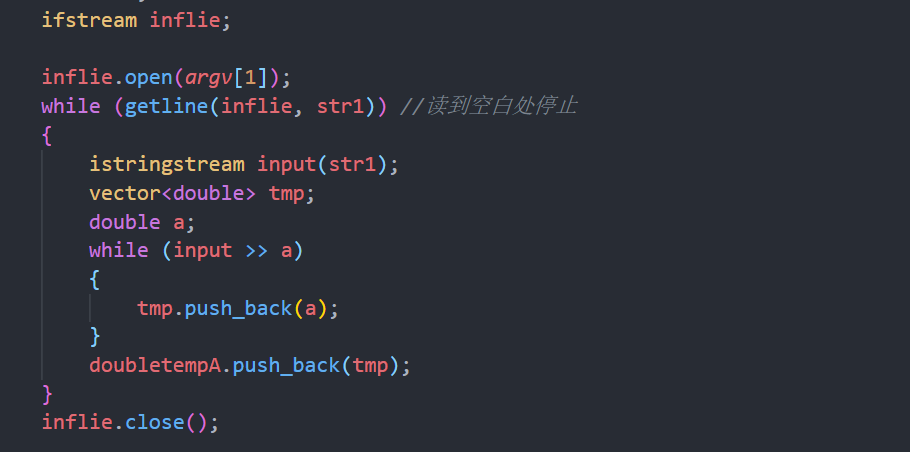 ifstream inflie;
inflie.open(argv[1]);
while (getline(inflie, str1)) //读到空白处停止
{
istringstream input(str1);
vector<double> tmp;
double a;
while (input >> a)
{
tmp.push_back(a);
}
doubletempA.push_back(tmp);
}
inflie.close();